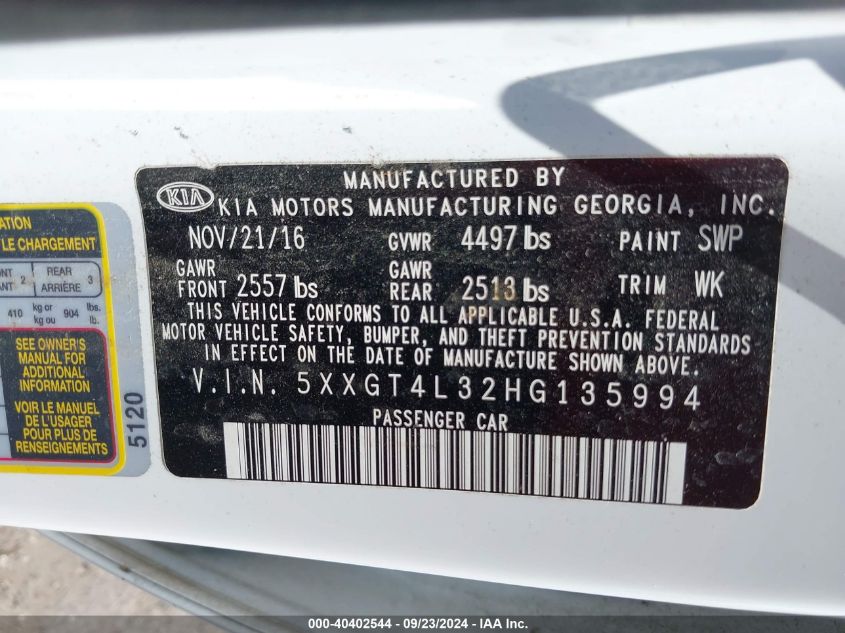 MANUFACTURED BY
KIA KIA MOTORS MANUFACTURING GEORGIA, INC.
NOV/21/16 GVWR 4497 lbs PAINT SWP
GAWR FRONT 2557 lbs GAWR REAR 2513 lbs TRIM WK
THIS VEHICLE CONFORMS TO ALL APPLICABLE U.S.A. FEDERAL
MOTOR VEHICLE SAFETY, BUMPER, AND THEFT PREVENTION STANDARDS
IN EFFECT ON THE DATE OF MANUFACTURE SHOWN ABOVE.
V.I.N. 5XXGT4L32HG135994
PASSENGER CAR
LE CHARGEMENT
2 REAR 3
ARRIÈRE
410 kg or 904 lbs.
kg ou lb.
SEE OWNER'S
MANUAL FOR
ADDITIONAL
INFORMATION
VOIR LE MANUEL
DE L'USAGER
POUR PLUS DE
RENSEIGNEMENTS
5120
000-40402544 - 09/23/2024 - IAA Inc.